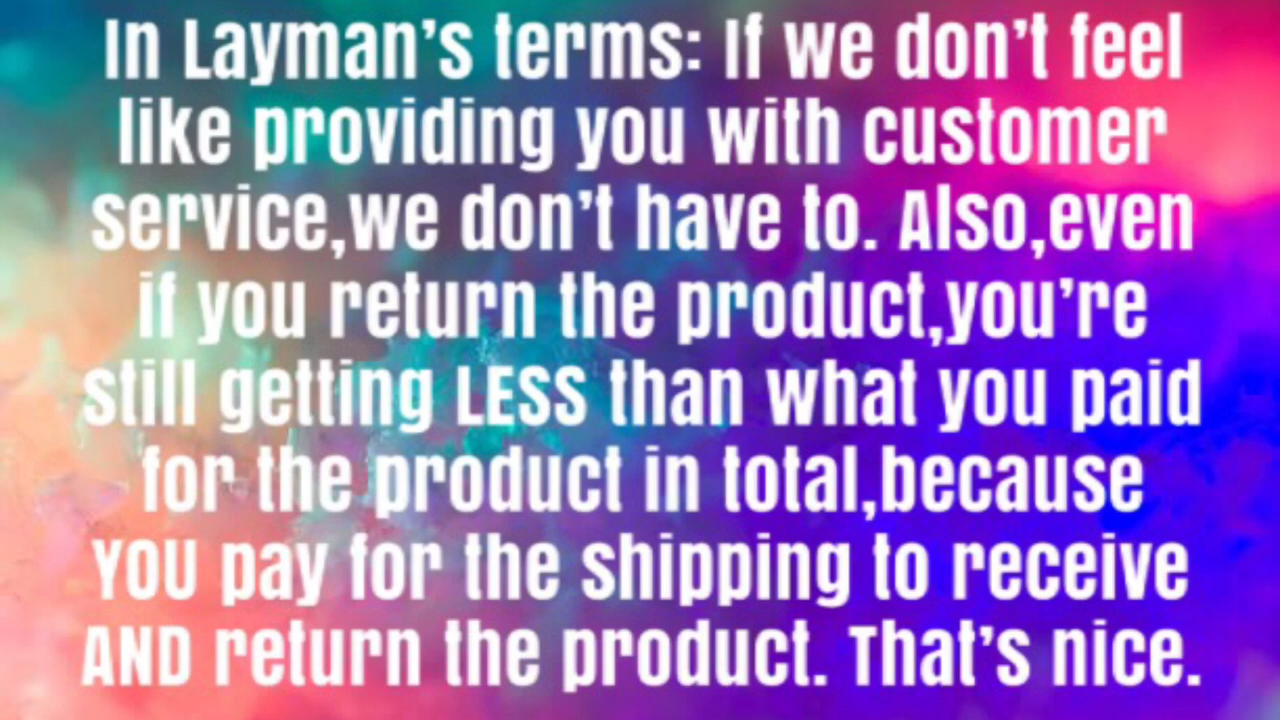 In Layman's terms: If we don't feel
like providing you with customer
service,we don't have to. Also,even
if you return the product,you're
still getting LESS than what you paid
for the product in total,because
YOU pay for the shipping to receive
AND return the product. That's nice.